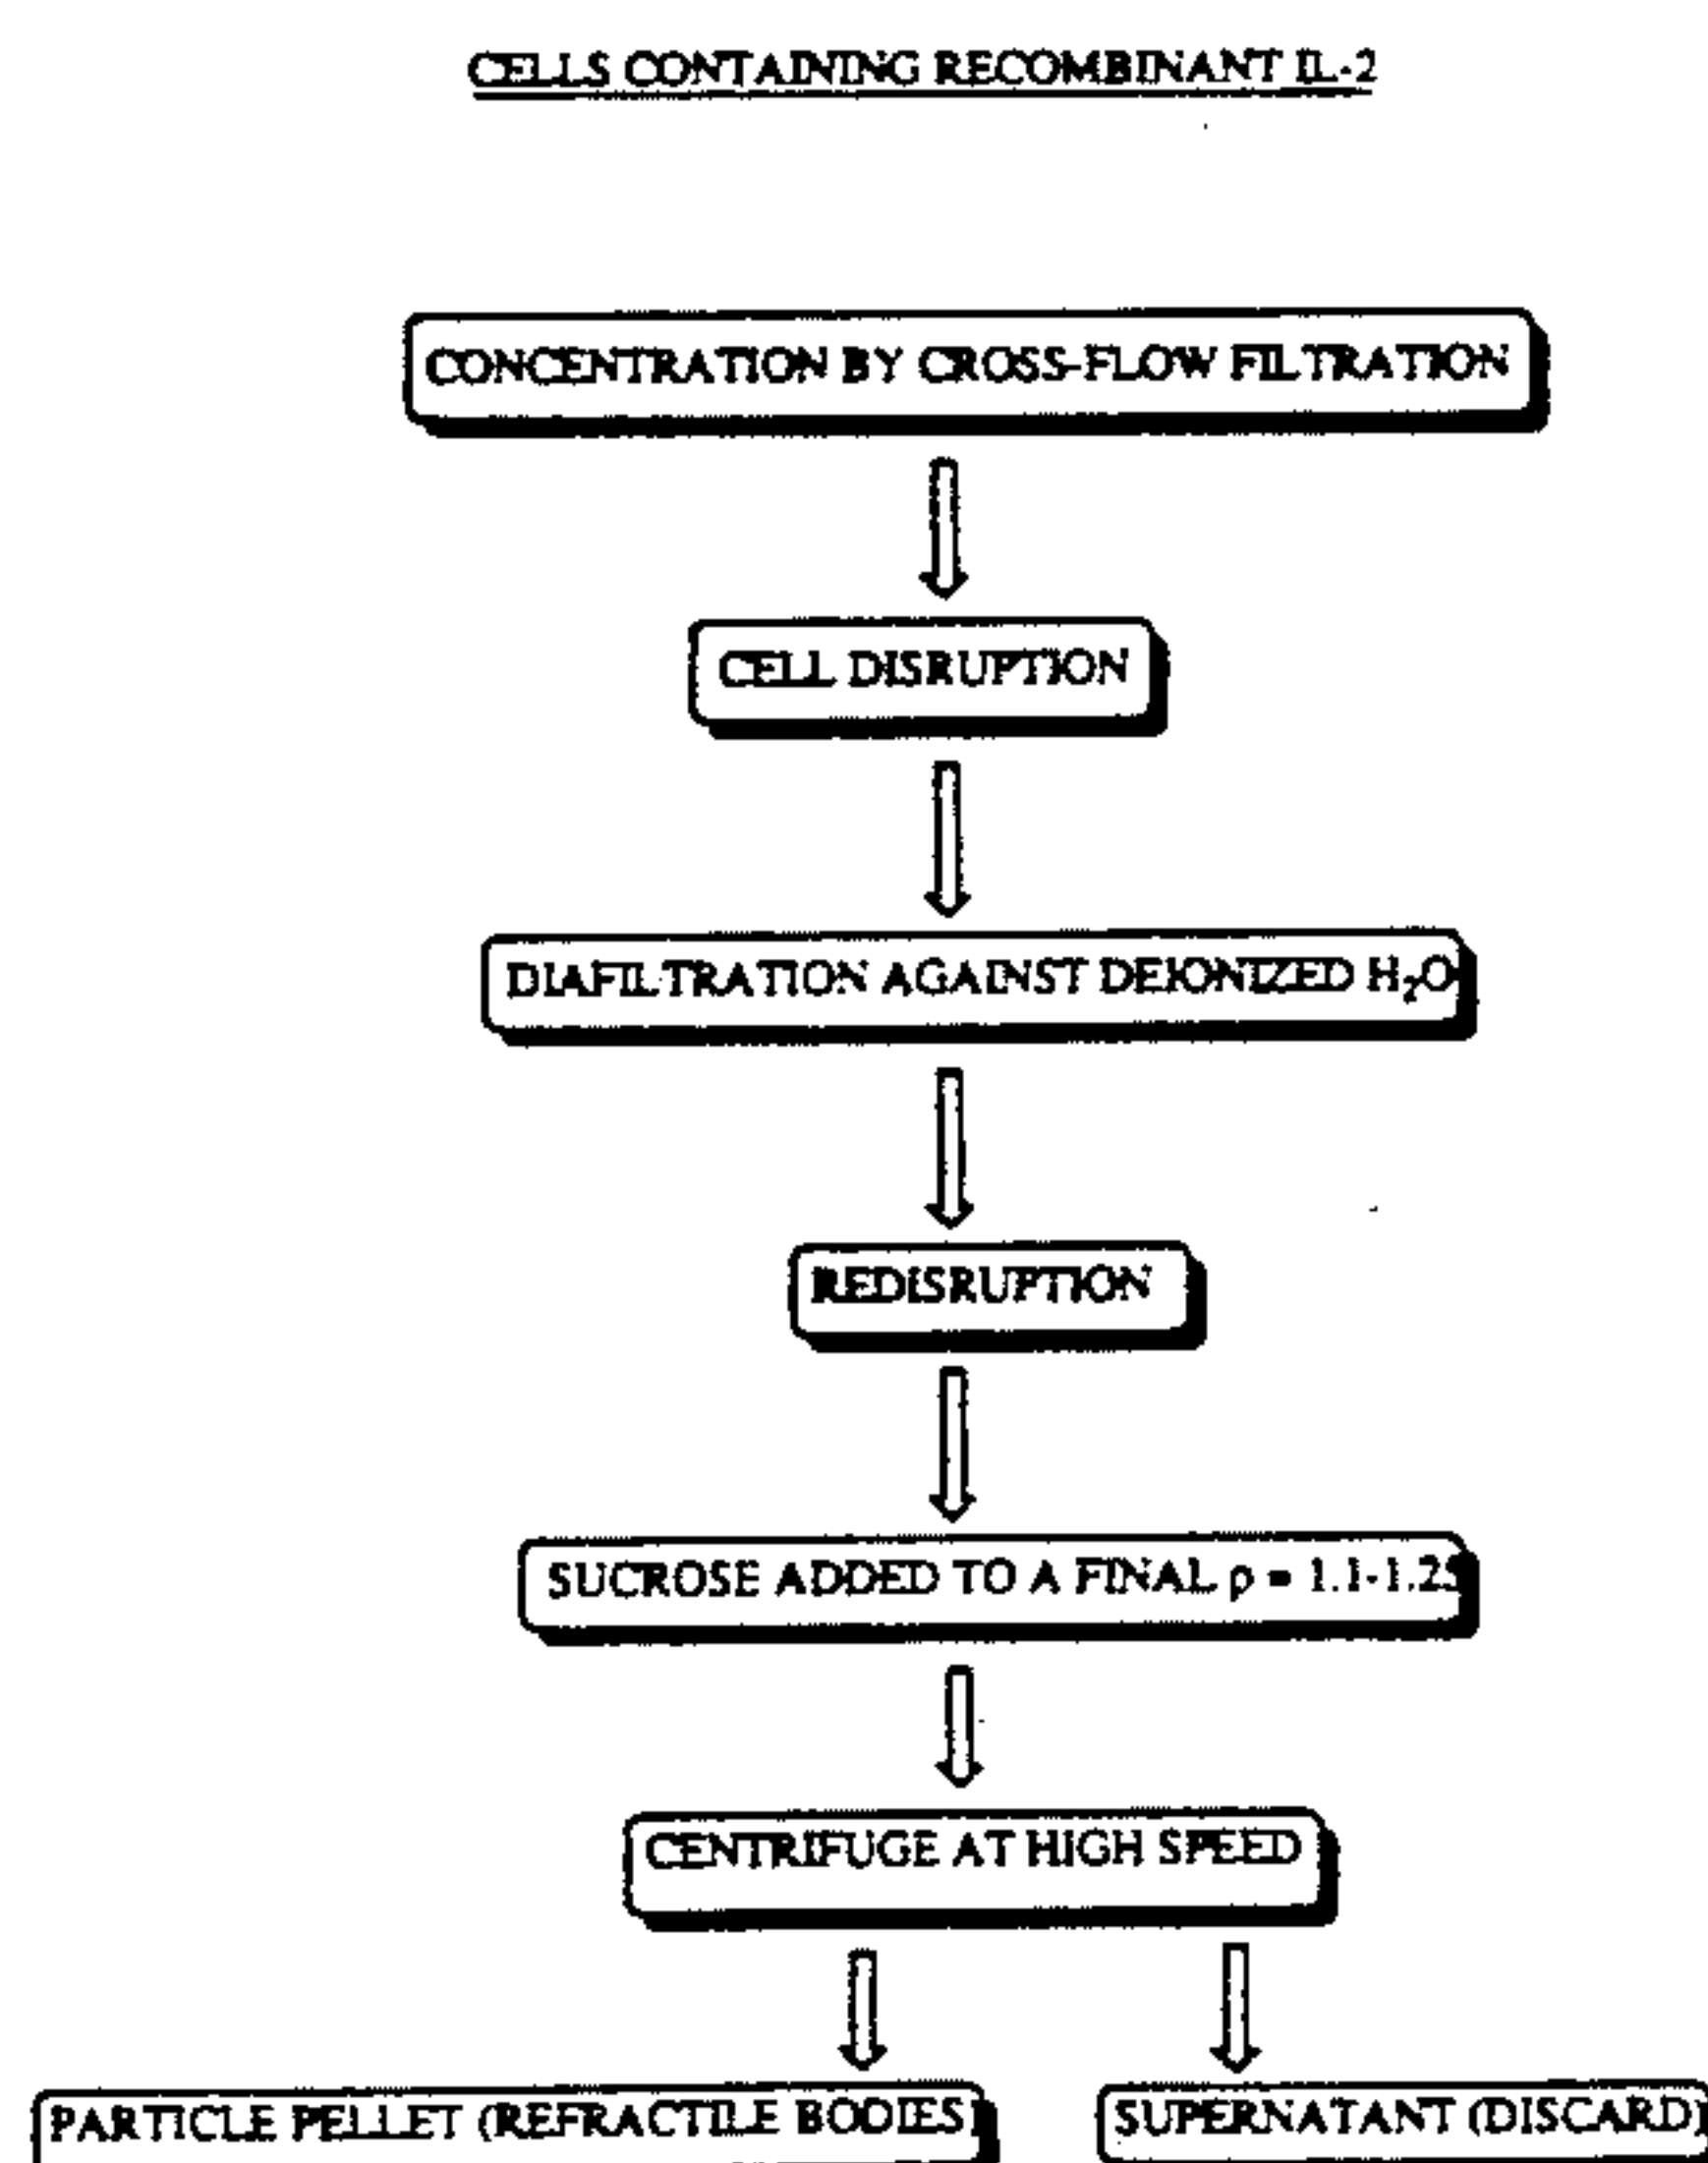 CELLS CONTAINING RECOMBINANT IL-2
CONCENTRATION BY CROSS-FLOW FILTRATION
CELL DISRUPTION
DIAFILTRATION AGAINST DEIONIZED H₂O
REDISRUPTION
SUCROSE ADDED TO A FINAL ρ = 1.1-1.25
CENTRIFUGE AT HIGH SPEED
PARTICLE PELLET (REFRACTILE BODIES)
SUPERNATANT (DISCARD)